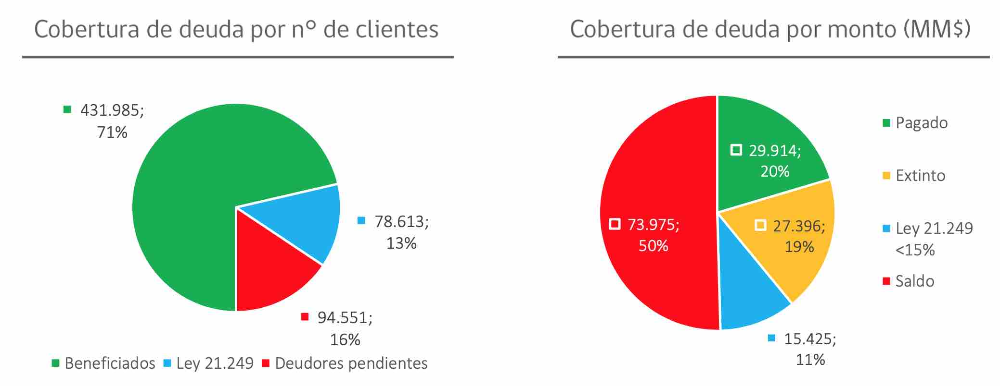 Cobertura de deuda por n° de clientes
431.985;
71%
78.613;
13%
94.551;
16%
Beneficiados Ley 21.249 Deudores pendientes
Cobertura de deuda por monto (MM$)
29.914;
20%
27.396;
19%
73.975;
50%
15.425;
11%
Pagado
Extinto
Ley 21.249
<15%
Saldo